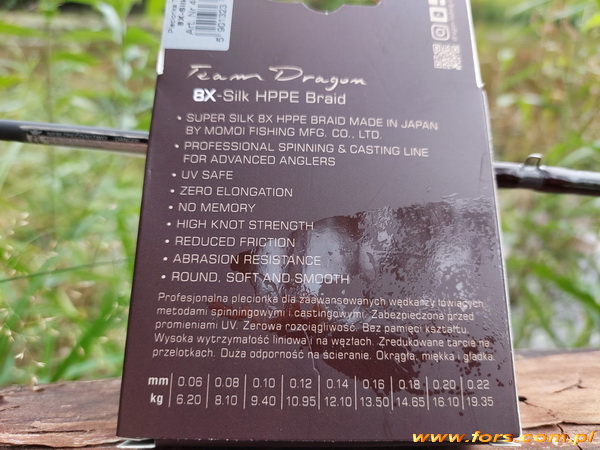 8X-Silk
Art. Nr 4
Team Dragon
8X-Silk HPPE Braid
• SUPER SILK 8X HPPE BRAID MADE IN JAPAN
BY MOMOI FISHING MFG. CO., LTD.
• PROFESSIONAL SPINNING & CASTING LINE
FOR ADVANCED ANGLERS
• UV SAFE
• ZERO ELONGATION
• NO MEMORY
• HIGH KNOT STRENGTH
• REDUCED FRICTION
• ABRASION RESISTANCE
• ROUND, SOFT AND SMOOTH
Profesjonalna plecionka dla zaawansowanych wędkarzy łowiących
metodami spinningowymi i castingowymi. Zabezpieczona przed
promieniami UV. Zerowa rozciągliwość. Bez pamięci kształtu.
Wysoka wytrzymałość liniowa i na węzłach. Zredukowane tarcie na
przelotkach. Duża odporność na ścieranie. Okrągła, miękka i gładka.
mm 0.06 0.08 0.10 0.12 0.14 0.16 0.18 0.20 0.22
kg 6.20 8.10 9.40 10.95 12.10 13.50 14.65 16.10 19.35
www.fors.com.pl